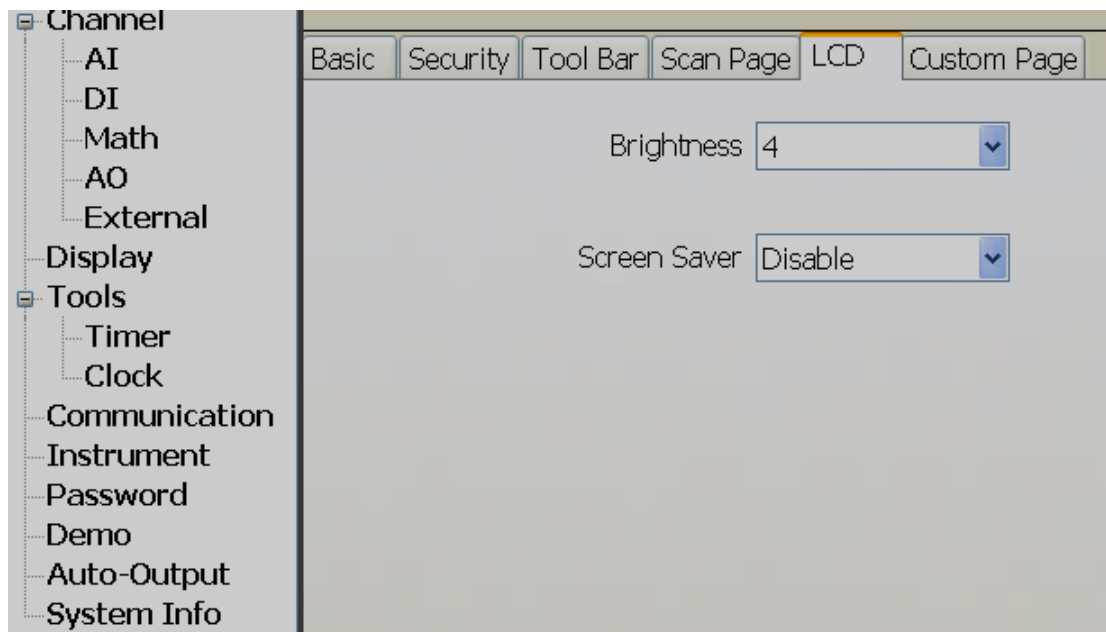 Channel
AI
DI
Math
AO
External
Display
Tools
Timer
Clock
Communication
Instrument
Password
Demo
Auto-Output
System Info
Basic Security Tool Bar Scan Page LCD Custom Page
Brightness 4
Screen Saver Disable